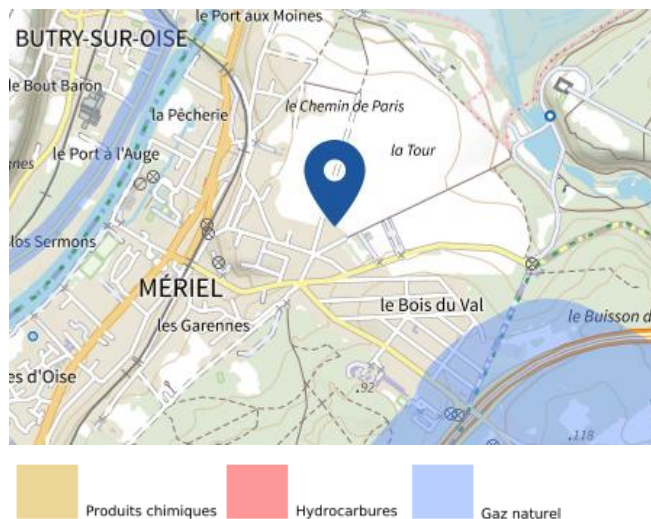 le Port aux Moines
BUTRY-SUR-OISE
le Bout Baron
le Chemin de Paris
la Pêcherie
la Tour
le Port à l'Auge
los Sermons
MÉRIEL
le Bois du Val
le Buisson d
les Garennes
es d'Oise
.92
.118
Produits chimiques
Hydrocarbures
Gaz naturel